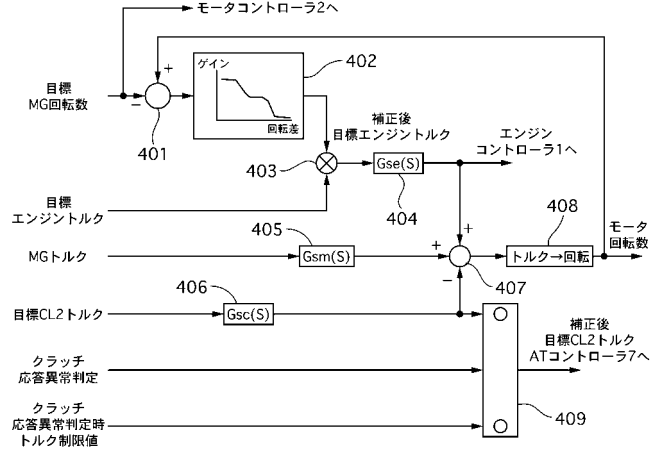 モータコントローラ2へ
目標
MG回転数
+
−
401
ゲイン
回転差
402
補正後
目標エンジントルク
エンジン
コントローラ1へ
403
Gse(S)
404
目標
エンジントルク
408
モータ
回転数
MGトルク
405
Gsm(S)
+
+
−
トルク→回転
407
目標CL2トルク
406
Gsc(S)
補正後
目標CL2トルク
ATコントローラ7へ
クラッチ
応答異常判定
409
クラッチ
応答異常判定時
トルク制限値